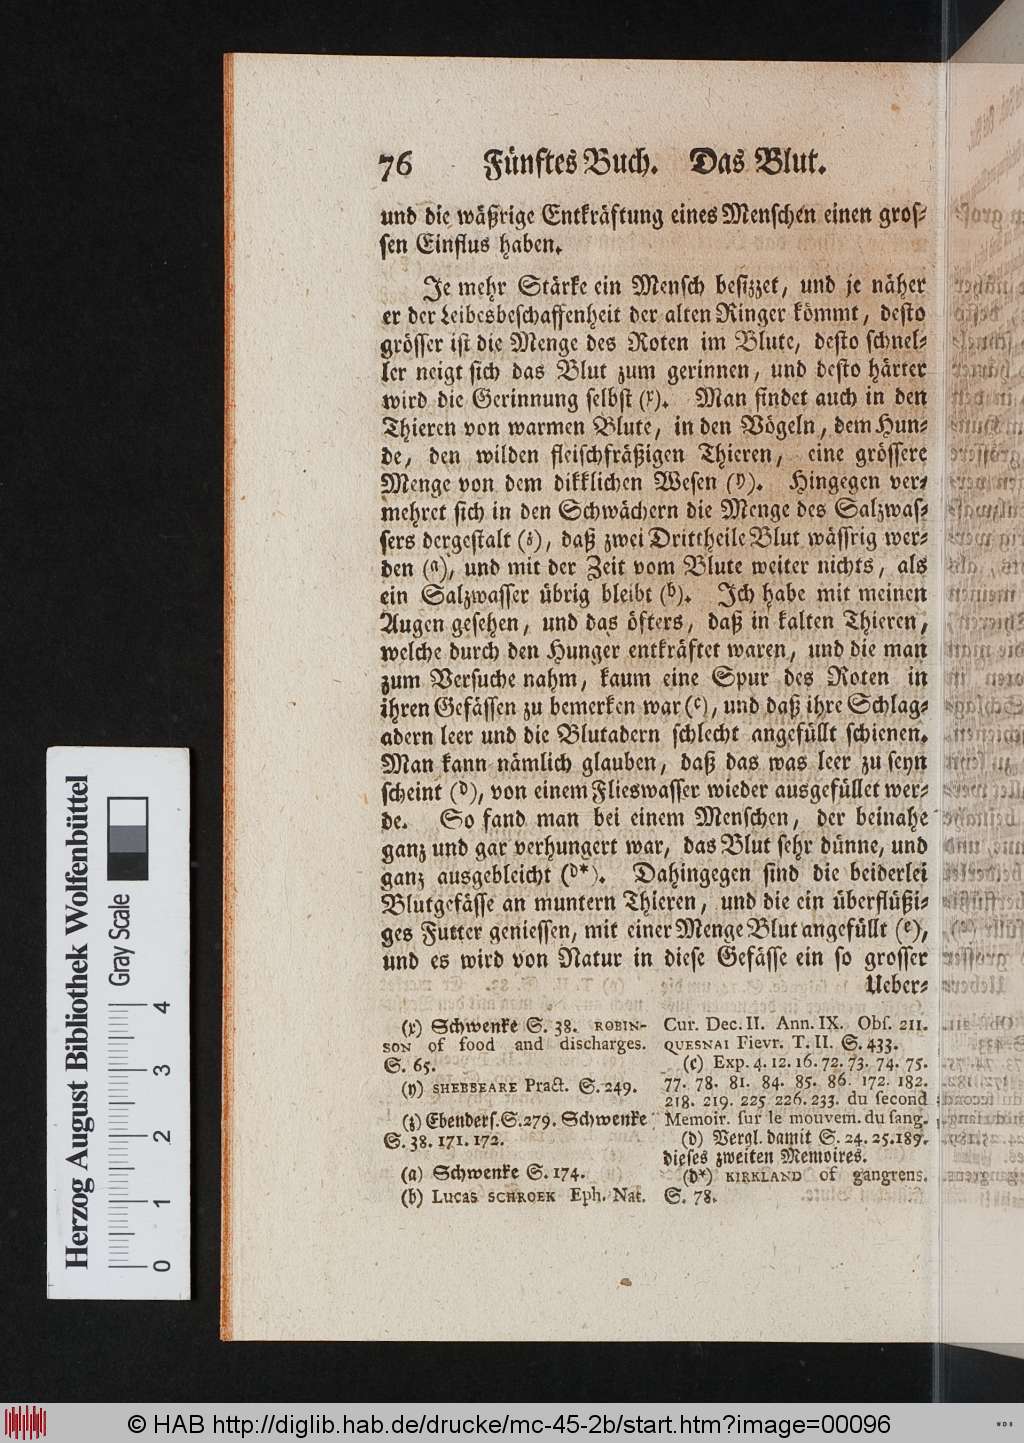 76 Fünftes Buch. Das Blut.
und die wäßrige Entkräftung eines Menschen einen gros-
sen Einflus haben.
Je mehr Stärke ein Mensch besizzet, und je näher
er der Leibesbeschaffenheit der alten Ringer kömmt, desto
grösser ist die Menge des Roten im Blute, desto schnel-
ler neigt sich das Blut zum gerinnen, und desto härter
wird die Gerinnung selbst (x). Man findet auch in den
Thieren von warmen Blute, in den Vögeln, dem Hun-
de, den wilden fleischfräßigen Thieren, eine grössere
Menge von dem dikklichen Wesen (y). Hingegen ver-
mehret sich in den Schwächern die Menge des Salzwas-
sers dergestalt (z), daß zwei Drittheile Blut wässrig wer-
den (a), und mit der Zeit vom Blute weiter nichts, als
ein Salzwasser übrig bleibt (b). Ich habe mit meinen
Augen gesehen, und das öfters, daß in kalten Thieren,
welche durch den Hunger entkräftet waren, und die man
zum Versuche nahm, kaum eine Spur des Roten in
ihren Gefässen zu bemerken war (c), und daß ihre Schlag-
adern leer und die Blutadern schlecht angefüllt schienen.
Man kann nämlich glauben, daß das was leer zu seyn
scheint (d), von einem Flieswasser wieder ausgefüllet wer-
de. So fand man bei einem Menschen, der beinahe
ganz und gar verhungert war, das Blut sehr dünne, und
ganz ausgebleicht (d*). Dahingegen sind die beiderlei
Blutgefässe an muntern Thieren, und die ein überflüßi-
ges Futter geniessen, mit einer Menge Blut angefüllt (e),
und es wird von Natur in diese Gefässe ein so grosser
Ueber-
(x) Schwenke S. 38. ROBIN-
SON of food and discharges.
S. 65.
(y) SHEBBEARE Pract. S. 249.
(z) Ebenders. S. 279. Schwenke
S. 38. 171. 172.
(a) Schwenke S. 174.
(b) Lucas SCHROEK Eph. Nat.
Cur. Dec. II. Ann. IX. Obs. 211.
QUESNAI Fievr. T. II. S. 433.
(c) Exp. 4. 12. 16. 72. 73. 74. 75.
77. 78. 81. 84. 85. 86. 172. 182.
218. 219. 225 226. 233. du second
Memoir. sur le mouvem. du sang.
(d) Vergl. damit S. 24. 25. 189.
dieses zweiten Memoires.
(d*) KIRKLAND of gangrens.
S. 78.
Herzog August Bibliothek Wolfenbüttel
Gray Scale
0 1 2 3 4
© HAB http://diglib.hab.de/drucke/mc-45-2b/start.htm?image=00096